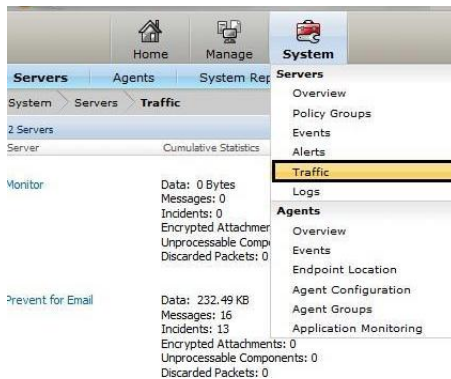 Home Manage System
Servers Agents System Rep
System Servers Traffic
2 Servers
Server Cumulative Statistics
Monitor
Data: 0 Bytes
Messages: 0
Incidents: 0
Encrypted Attachmen
Unprocessable Compo
Discarded Packets: 0
Prevent for Email
Data: 232.49 KB
Messages: 16
Incidents: 13
Encrypted Attachments: 0
Unprocessable Components: 0
Discarded Packets: 0
Servers
Overview
Policy Groups
Events
Alerts
Traffic
Logs
Agents
Overview
Events
Endpoint Location
Agent Configuration
Agent Groups
Application Monitoring